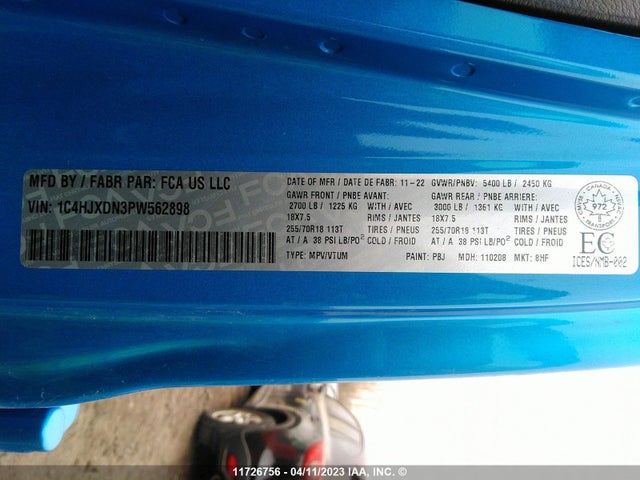 MFD BY / FABR PAR: FCA US LLC
VIN: 1C4HJXDN3PW562898
DATE OF MFR / DATE DE FABR: 11-22 GVWR/PNBV: 5400 LB / 2450 KG
GAWR FRONT / PNBE AVANT: GAWR REAR / PNBE ARRIERE:
2700 LB / 1225 KG WITH / AVEC 3000 LB / 1361 KG WITH / AVEC
18X7.5 RIMS / JANTES 18X7.5 RIMS / JANTES
255/70R18 113T TIRES / PNEUS 255/70R18 113T TIRES / PNEUS
AT / A 38 PSI LB/PO² COLD / FROID AT / A 38 PSI LB/PO² COLD / FROID
TYPE: MPV/VTUM PAINT: PBJ MDH: 110208 MKT: 8HF
CANADA
972
TRANSPORT
EC
ICES/NMB-002
11726756 - 04/11/2023 IAA, INC. ©